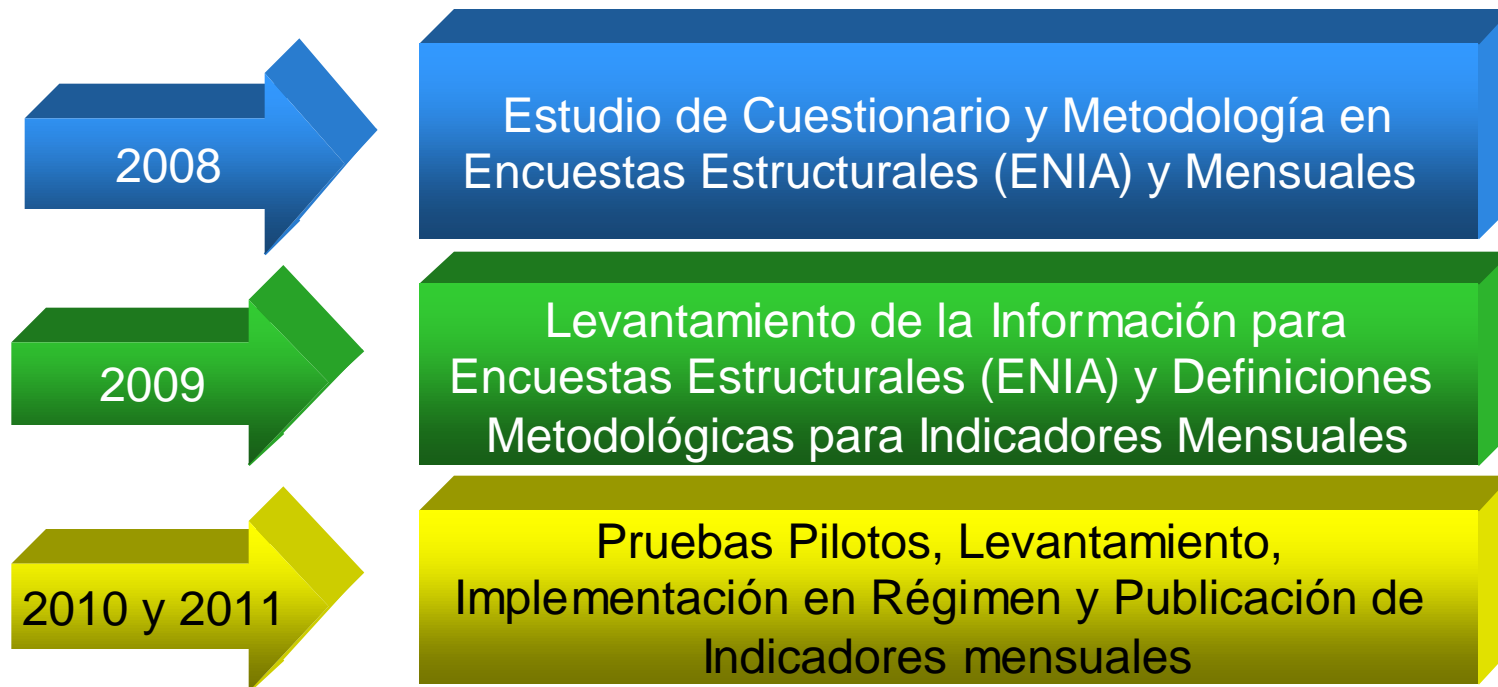 2008
Estudio de Cuestionario y Metodología en
Encuestas Estructurales (ENIA) y Mensuales
2009
Levantamiento de la Información para
Encuestas Estructurales (ENIA) y Definiciones
Metodológicas para Indicadores Mensuales
2010 y 2011
Pruebas Pilotos, Levantamiento,
Implementación en Régimen y Publicación de
Indicadores mensuales